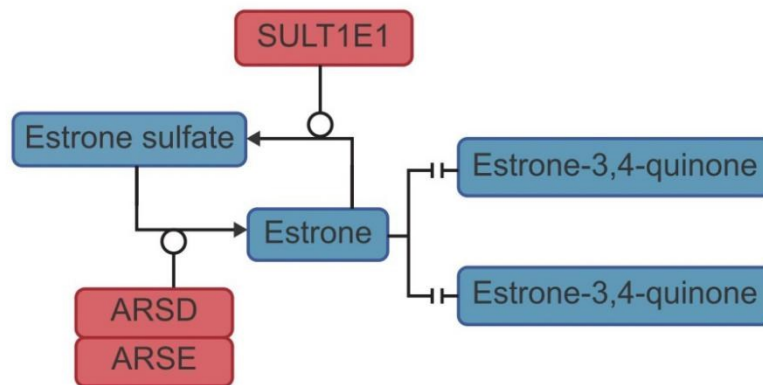 SULT1E1
Estrone sulfate
Estrone-3,4-quinone
Estrone
Estrone-3,4-quinone
ARSD
ARSE